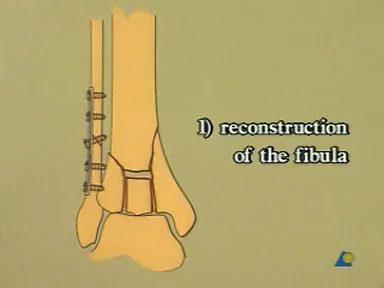 1) reconstruction
of the fibula